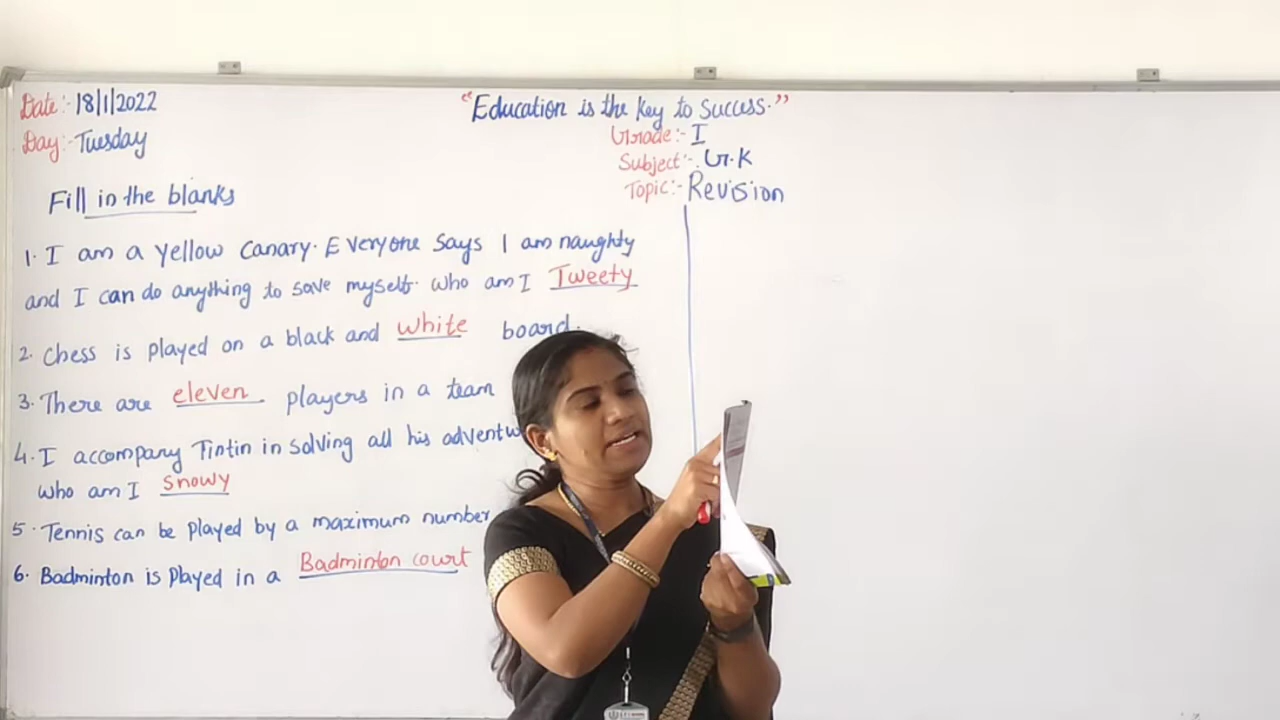 Date:- 18/1/2022
Day:- Tuesday
"Education is the key to success."
Grade:- I
Subject:- G.K
Topic:- Revision
Fill in the blanks
1. I am a yellow canary. Everyone says I am naughty
and I can do anything to save myself. who am I Tweety
2. Chess is played on a black and white board.
3. There are eleven players in a team
4. I accompany Tintin in solving all his adventu
who am I snowy
5. Tennis can be played by a maximum number
6. Badminton is played in a Badminton court